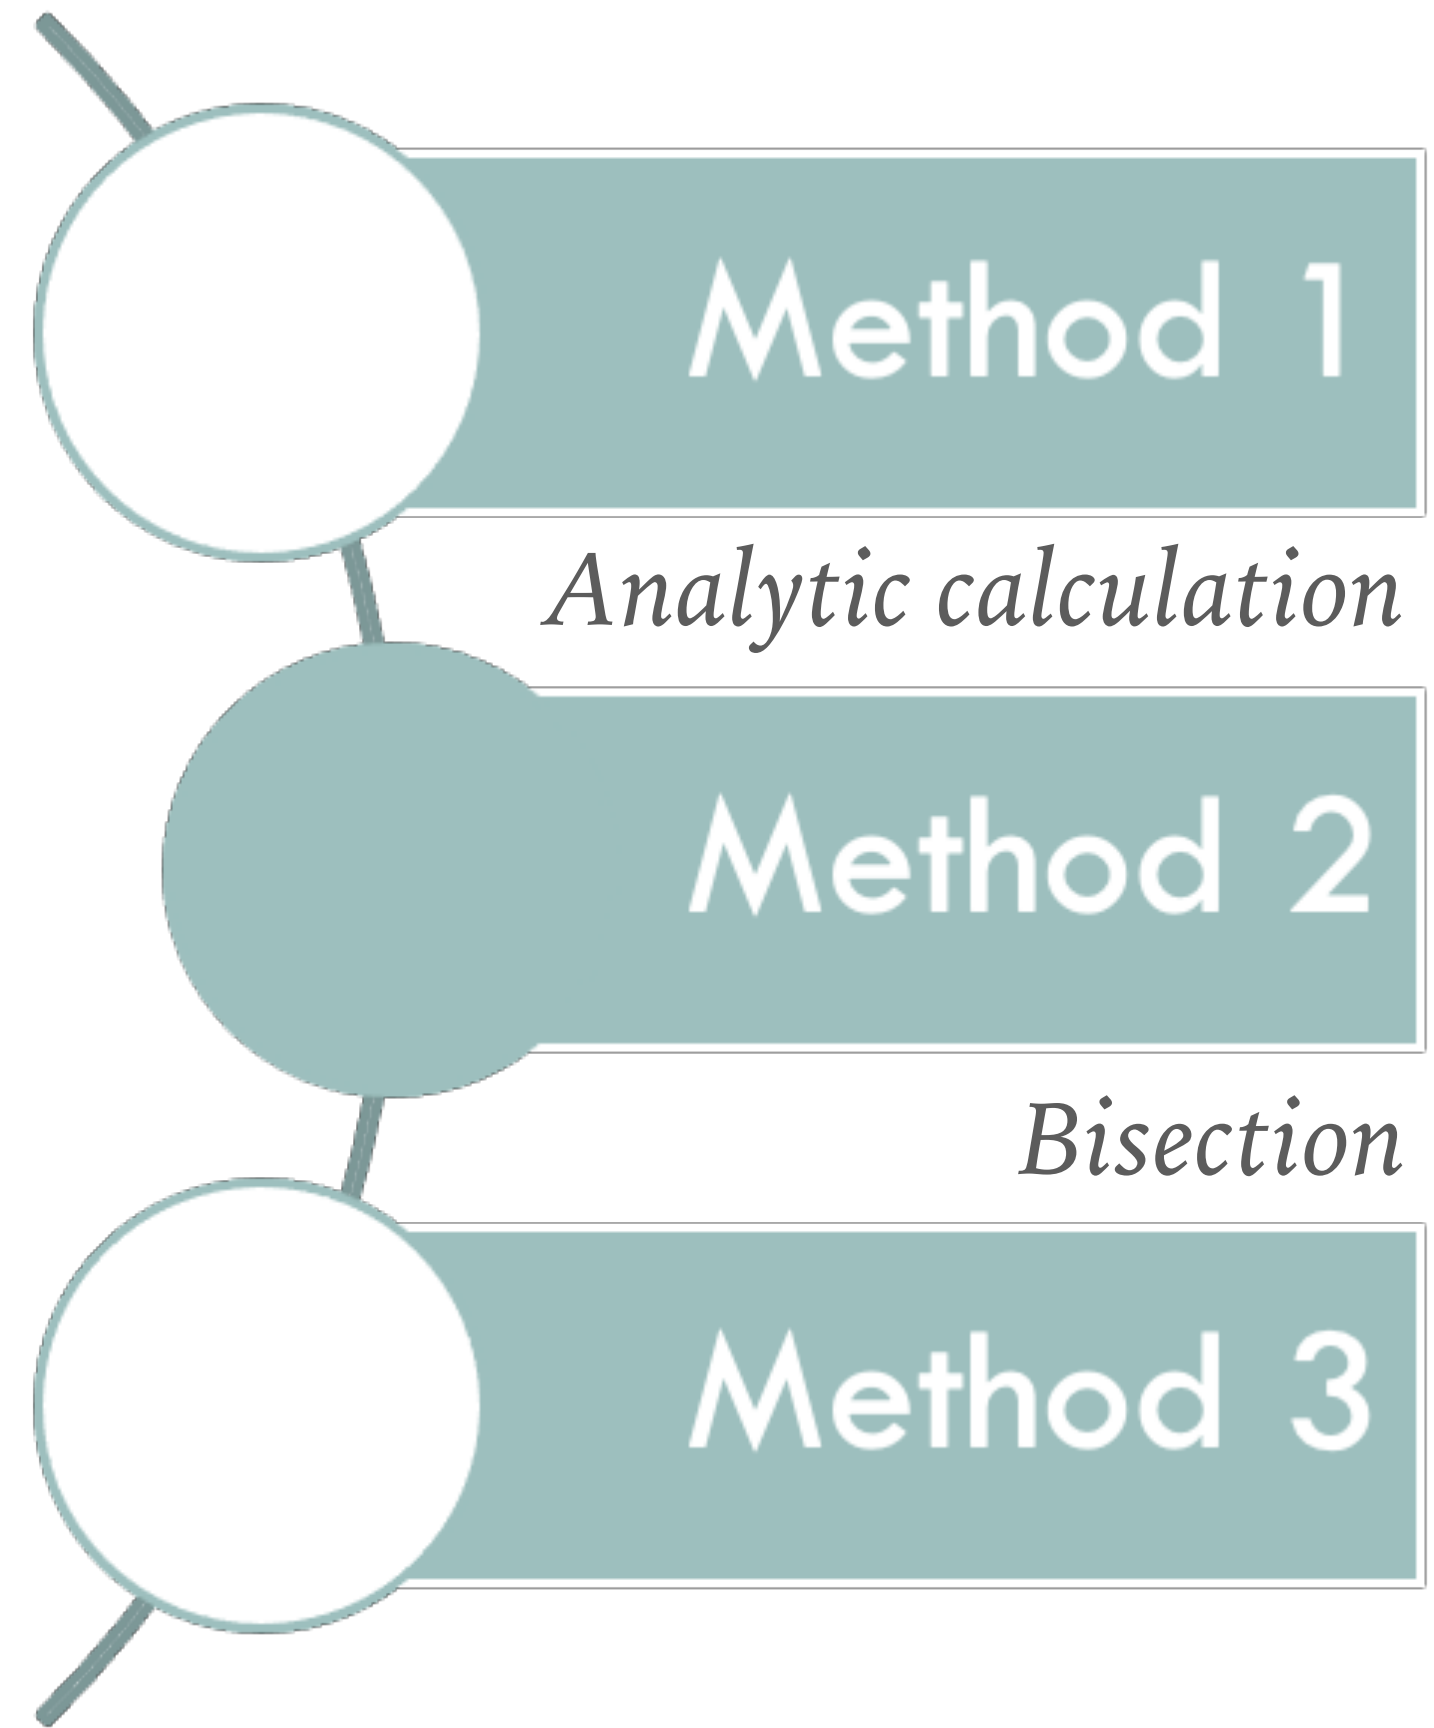 Method 1
Analytic calculation
Method 2
Bisection
Method 3